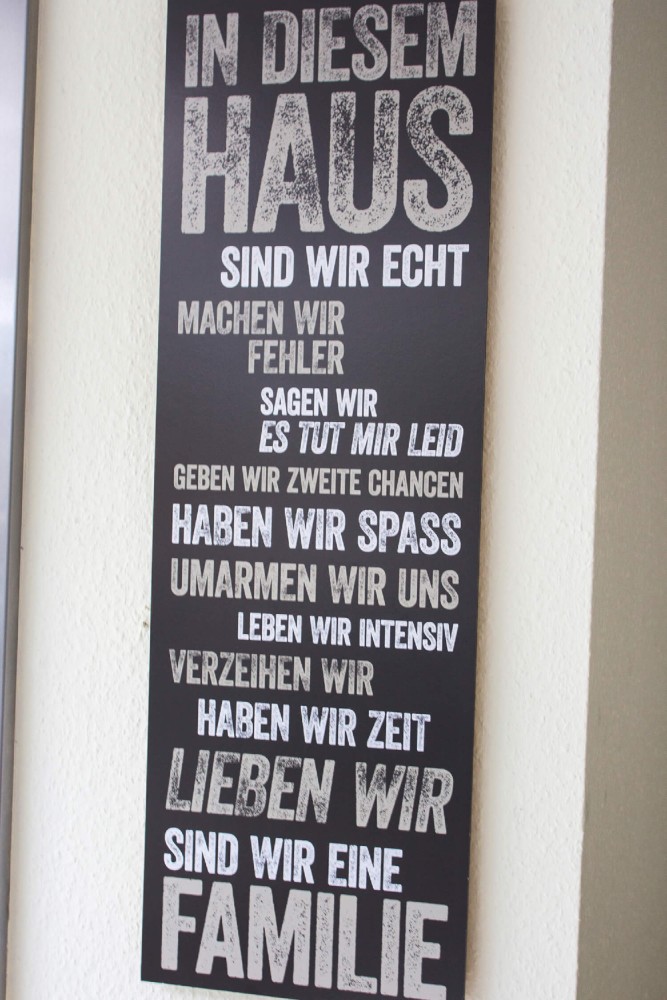 IN DIESEM
HAUS
SIND WIR ECHT
MACHEN WIR
FEHLER
SAGEN WIR
ES TUT MIR LEID
GEBEN WIR ZWEITE CHANCEN
HABEN WIR SPASS
UMARMEN WIR UNS
LEBEN WIR INTENSIV
VERZEIHEN WIR
HABEN WIR ZEIT
LIEBEN WIR
SIND WIR EINE
FAMILIE